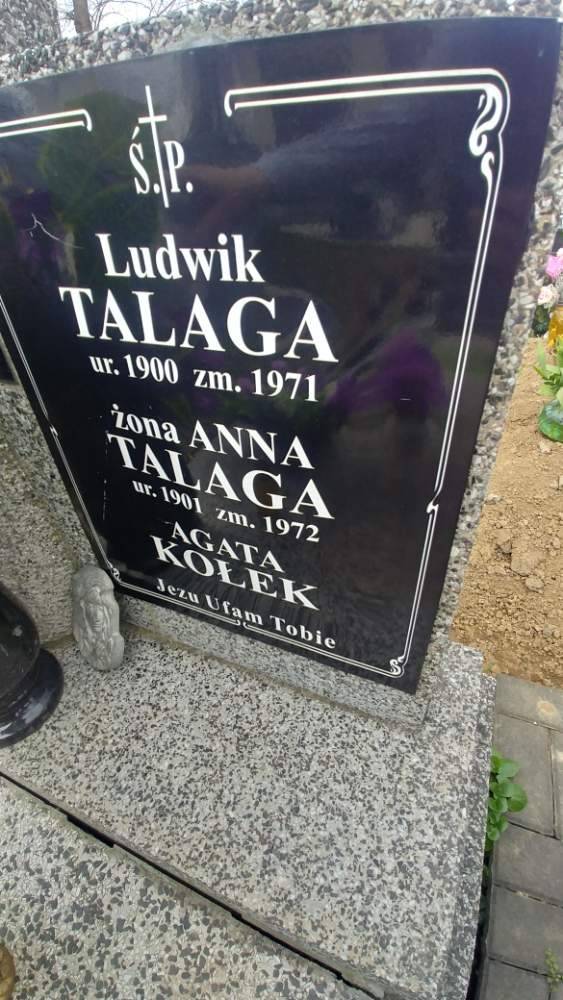 Ś.P.
Ludwik
TALAGA
ur. 1900 zm. 1971
żona ANNA
TALAGA
ur. 1901 zm. 1972
AGATA
KOŁEK
Jezu Ufam Tobie